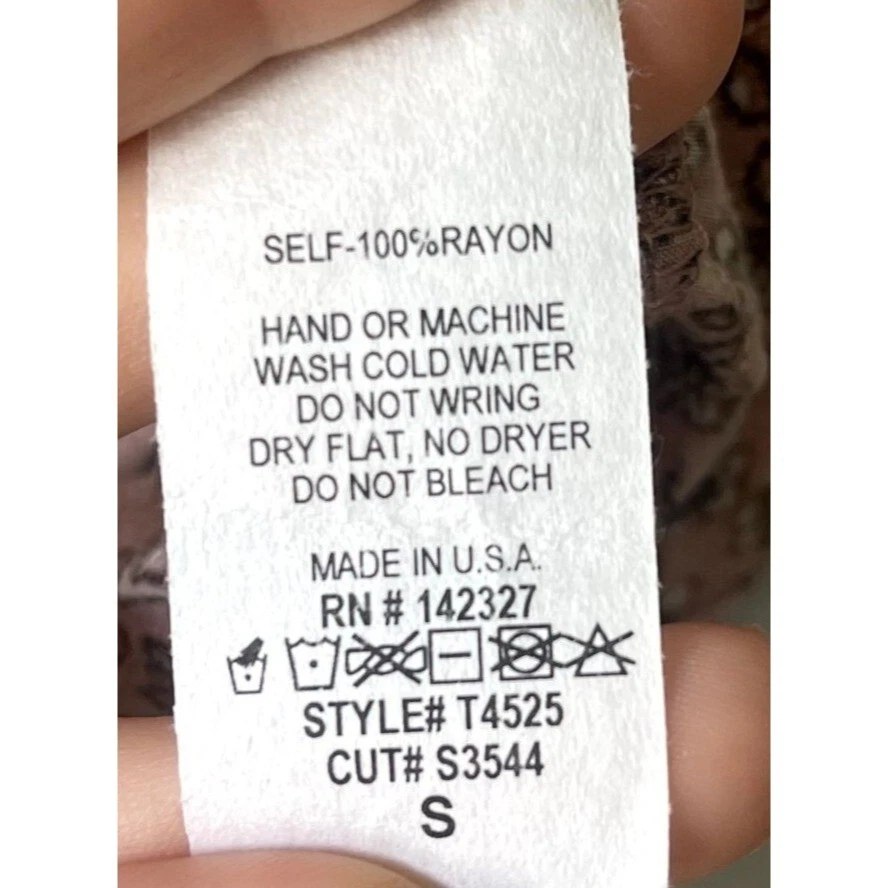 SELF-100%RAYON
HAND OR MACHINE
WASH COLD WATER
DO NOT WRING
DRY FLAT, NO DRYER
DO NOT BLEACH
MADE IN U.S.A.
RN # 142327
STYLE# T4525
CUT# S3544
S